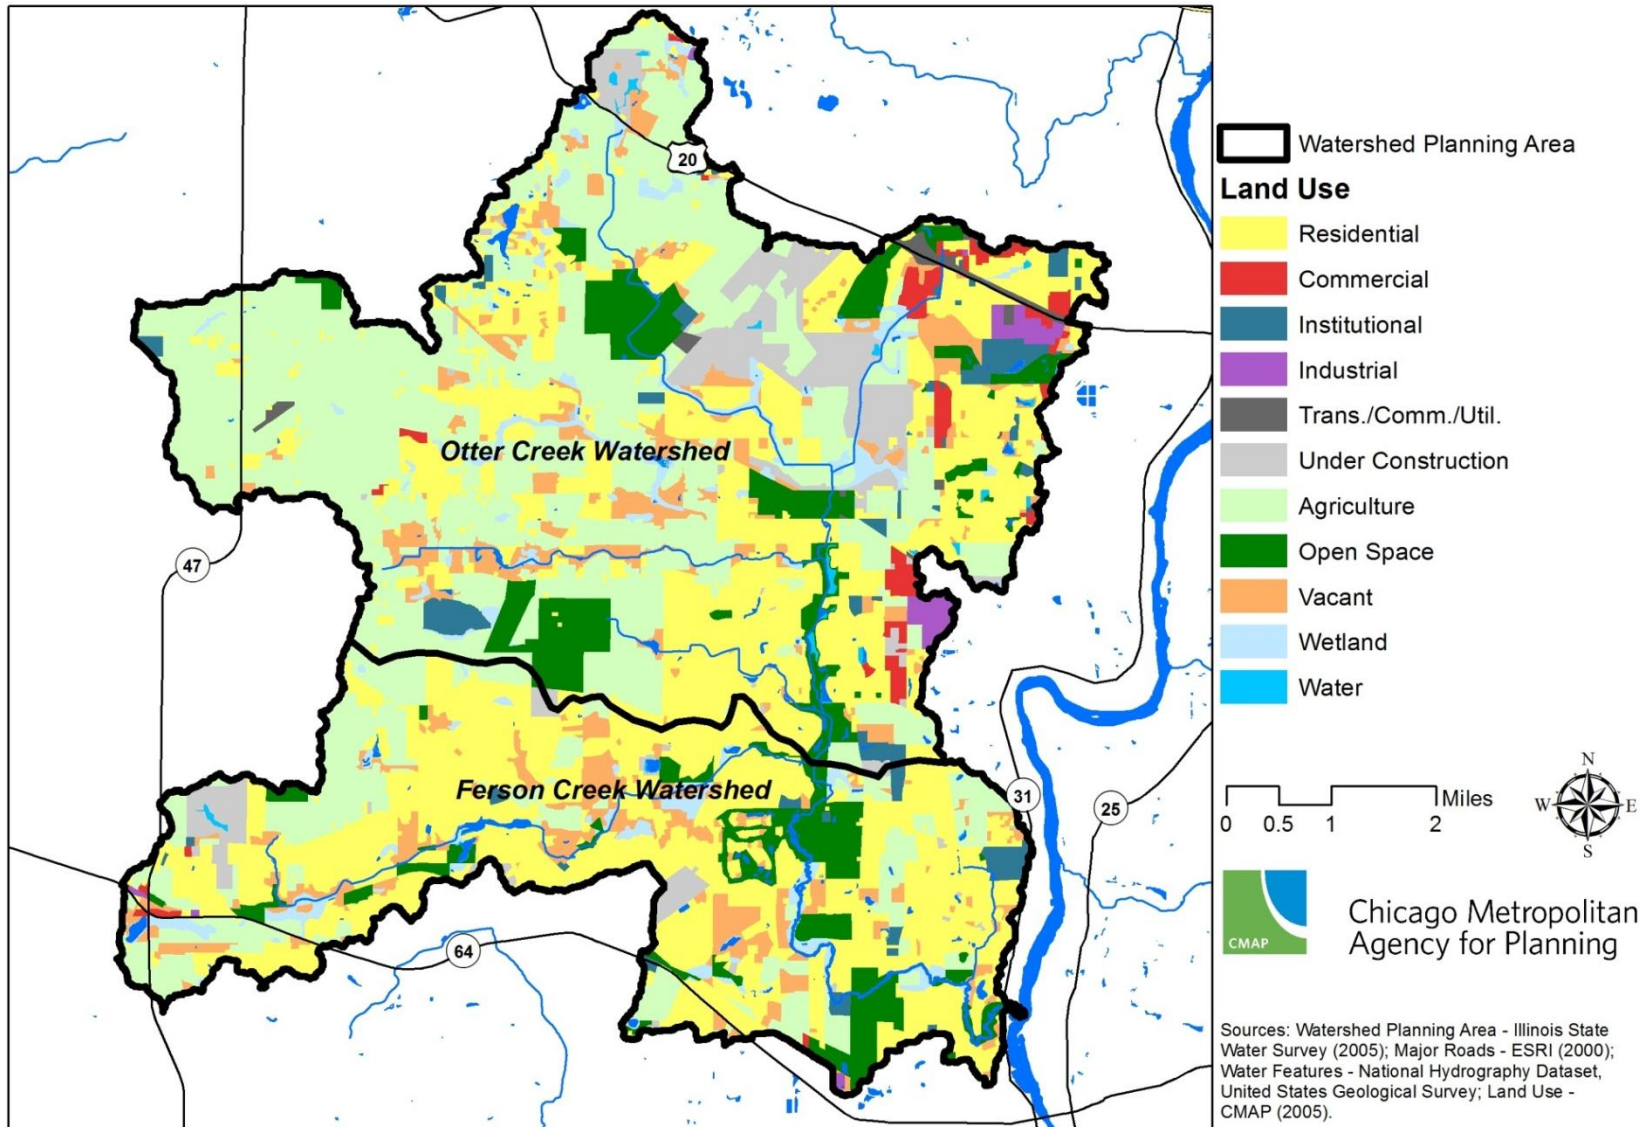 20
47
Otter Creek Watershed
Ferson Creek Watershed
31
25
64
Watershed Planning Area
Land Use
Residential
Commercial
Institutional
Industrial
Trans./Comm./Util.
Under Construction
Agriculture
Open Space
Vacant
Wetland
Water
Miles
0 0.5 1 2
N
W E
S
CMAP
Chicago Metropolitan
Agency for Planning
Sources: Watershed Planning Area - Illinois State
Water Survey (2005); Major Roads - ESRI (2000);
Water Features - National Hydrography Dataset,
United States Geological Survey; Land Use -
CMAP (2005).